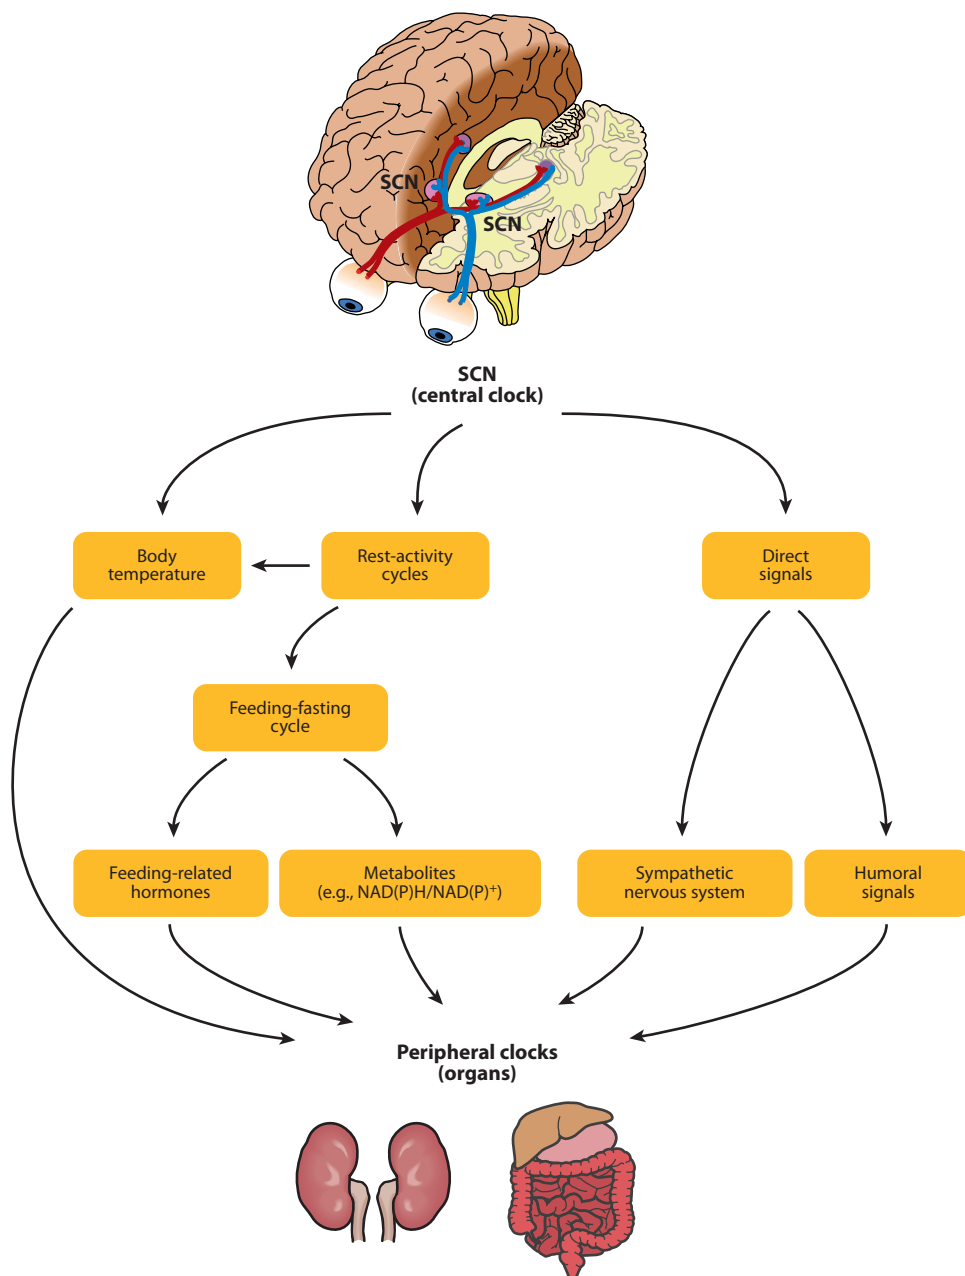 SCN
SCN
SCN
(central clock)
Body
temperature
Rest-activity
cycles
Direct
signals
Feeding-fasting
cycle
Feeding-related
hormones
Metabolites
(e.g., NAD(P)H/NAD(P)⁺)
Sympathetic
nervous system
Humoral
signals
Peripheral clocks
(organs)